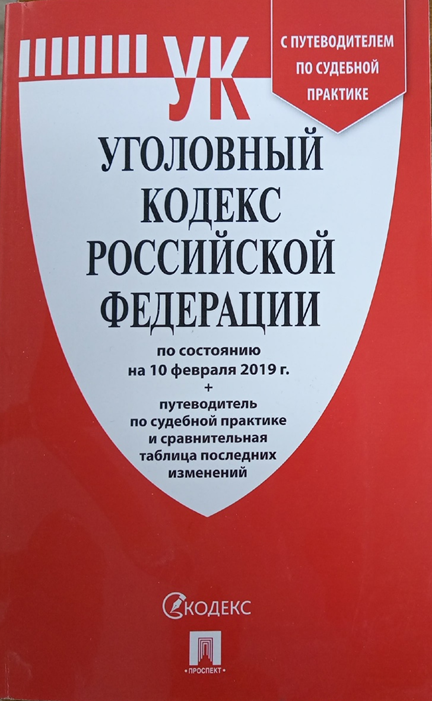 УК
С ПУТЕВОДИТЕЛЕМ
ПО СУДЕБНОЙ
ПРАКТИКЕ
УГОЛОВНЫЙ
КОДЕКС
РОССИЙСКОЙ
ФЕДЕРАЦИИ
по состоянию
на 10 февраля 2019 г.
+
путеводитель
по судебной практике
и сравнительная
таблица последних
изменений
КОДЕКС
• ПРОСПЕКТ •